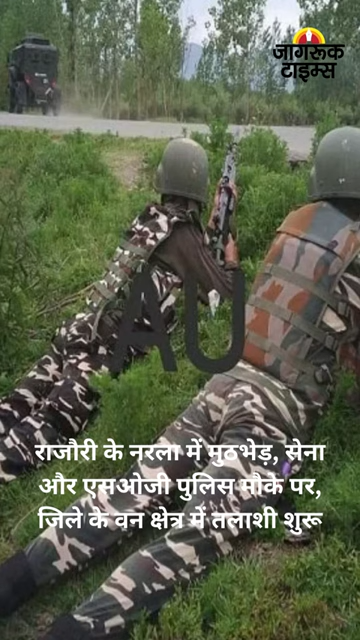 जागरूक
टाइम्स
AU
राजौरी के नरला में मुठभेड़, सेना
और एसओजी पुलिस मौके पर,
जिले के वन क्षेत्र में तलाशी शुरू